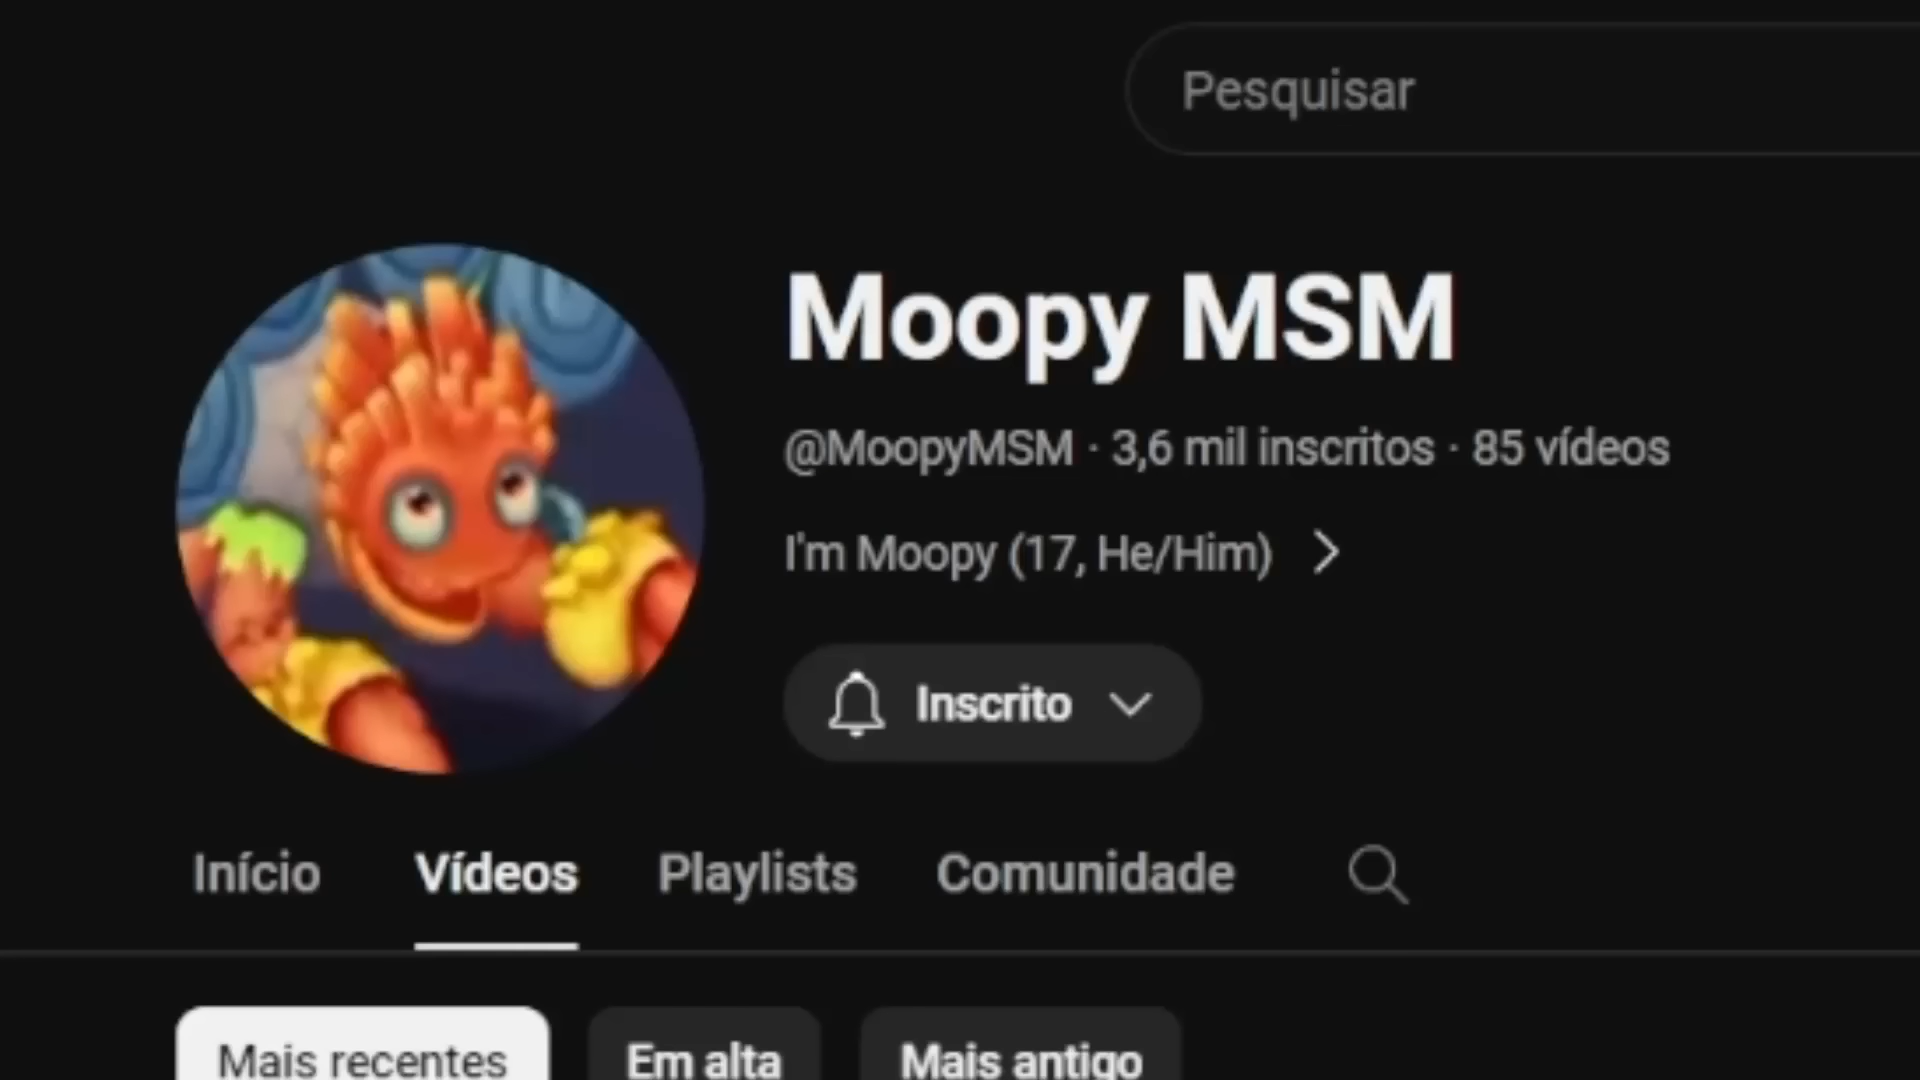 Pesquisar
Moopy MSM
@MoopyMSM · 3,6 mil inscritos · 85 vídeos
I'm Moopy (17, He/Him)
Inscrito
Início Vídeos Playlists Comunidade
Mais recentes Em alta Mais antigo